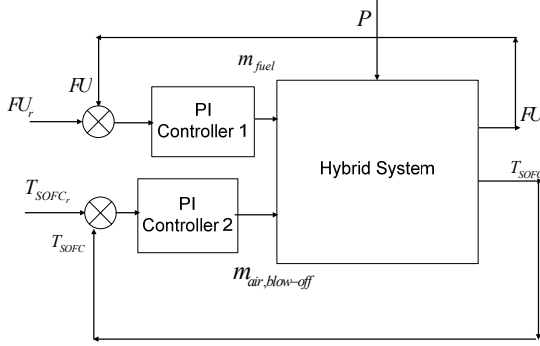 P
m_fuel
FU
FU_r
PI
Controller 1
FU
Hybrid System
T_SOFC
T_SOFC_r
PI
Controller 2
T_SOFC
m_air,blow-off